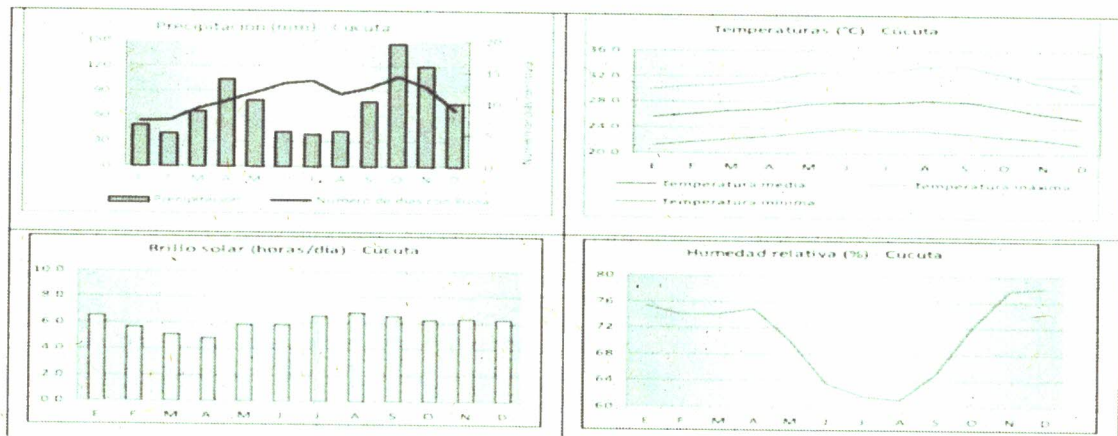 Precipitación (mm) - Cúcuta
150
120
90
60
30
0
20
15
10
5
0
E F M A M J J A S O N D
Precipitación
Número de días con lluvia
Temperaturas (°C) - Cúcuta
36.0
32.0
28.0
24.0
20.0
E F M A M J J A S O N D
Temperatura media
Temperatura máxima
Temperatura mínima
Brillo solar (horas/día) - Cúcuta
10.0
8.0
6.0
4.0
2.0
0.0
E F M A M J J A S O N D
Humedad relativa (%) - Cúcuta
80
76
72
68
64
60
E F M A M J J A S O N D